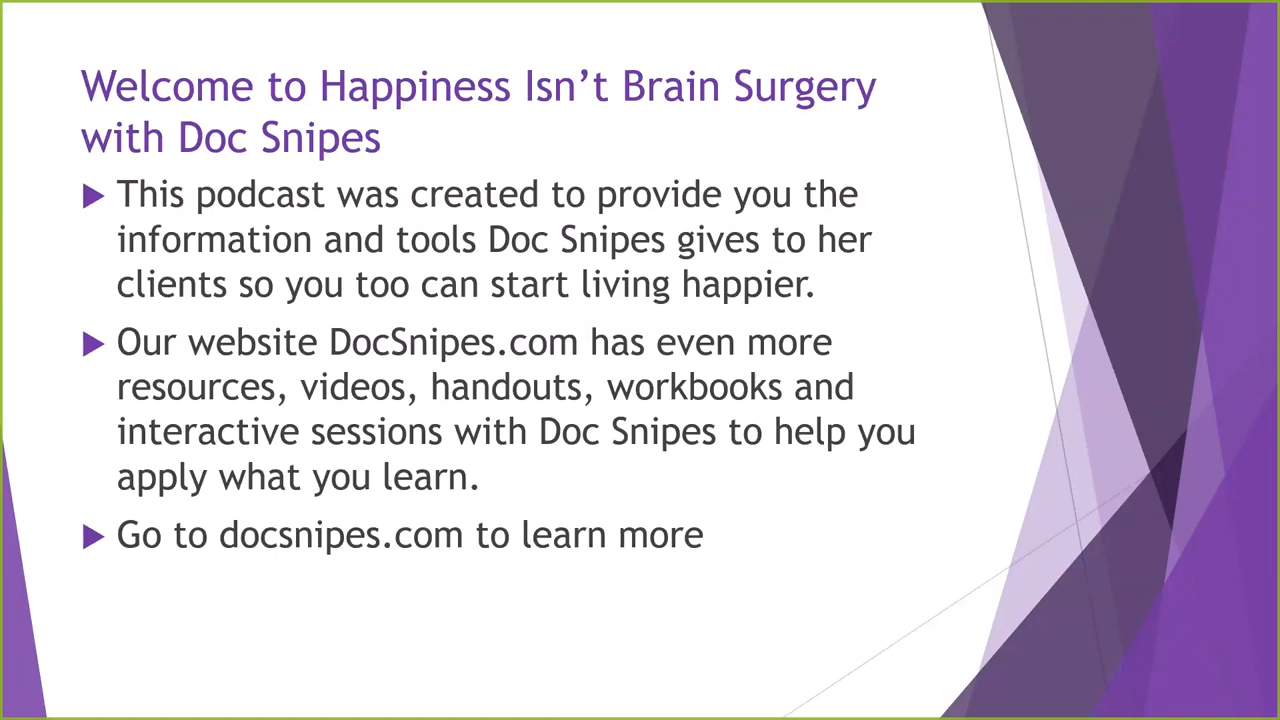 Welcome to Happiness Isn’t Brain Surgery
with Doc Snipes
This podcast was created to provide you the
information and tools Doc Snipes gives to her
clients so you too can start living happier.
Our website DocSnipes.com has even more
resources, videos, handouts, workbooks and
interactive sessions with Doc Snipes to help you
apply what you learn.
Go to docsnipes.com to learn more